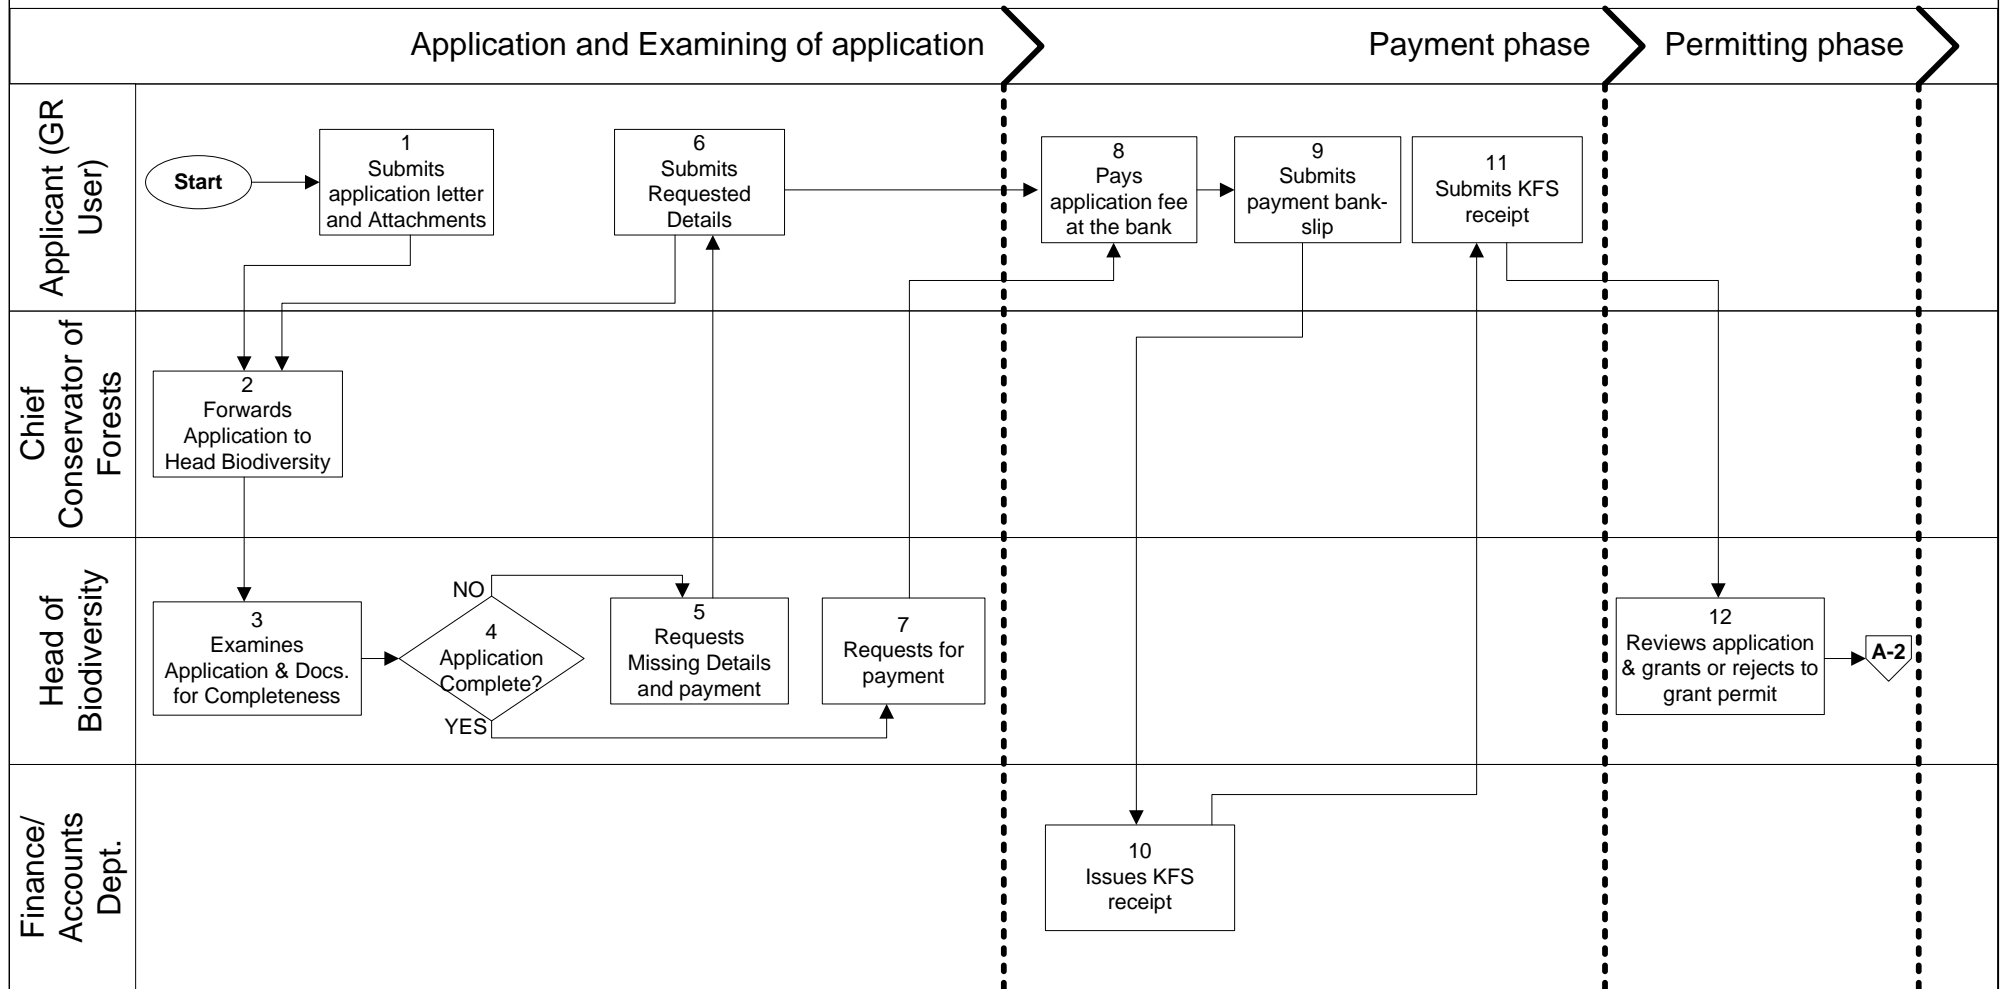 Application and Examining of application
Payment phase
Permitting phase
Applicant (GR
User)
Start
1
Submits
application letter
and Attachments
6
Submits
Requested
Details
8
Pays
application fee
at the bank
9
Submits
payment bank-
slip
11
Submits KFS
receipt
Chief
Conservator of
Forests
2
Forwards
Application to
Head Biodiversity
Head of
Biodiversity
3
Examines
Application & Docs.
for Completeness
NO
4
Application
Complete?
YES
5
Requests
Missing Details
and payment
7
Requests for
payment
12
Reviews application
& grants or rejects to
grant permit
A-2
Finance/
Accounts
Dept.
10
Issues KFS
receipt